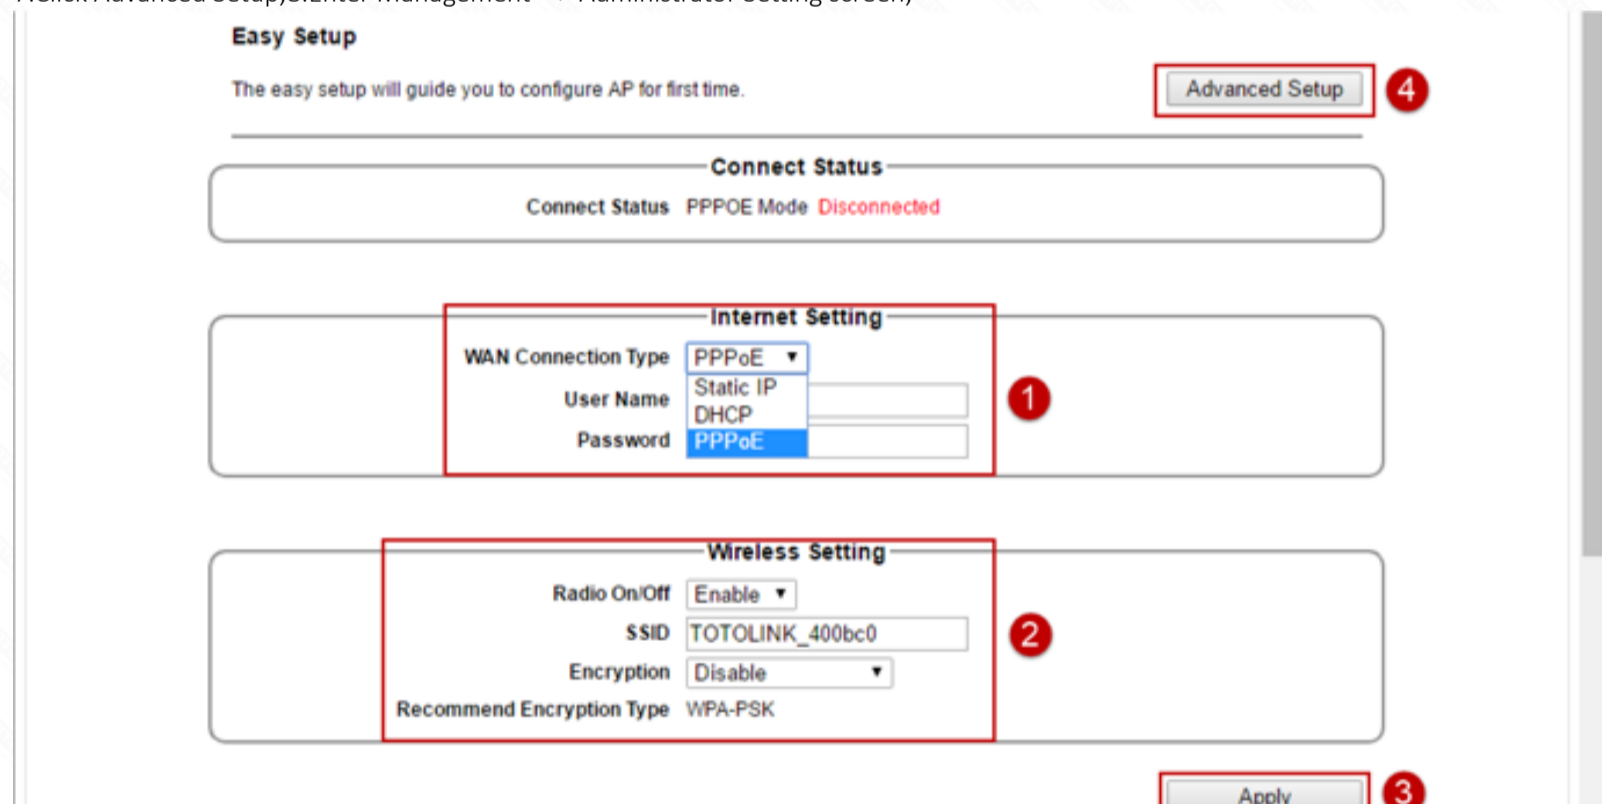 Easy Setup
The easy setup will guide you to configure AP for first time.
Advanced Setup
4
Connect Status
Connect Status PPPOE Mode Disconnected
Internet Setting
WAN Connection Type PPPoE
Static IP
User Name
DHCP
1
Password PPPoE
Wireless Setting
Radio On/Off Enable
SSID TOTOLINK_400bc0
2
Encryption Disable
Recommend Encryption Type WPA-PSK
Apply
3